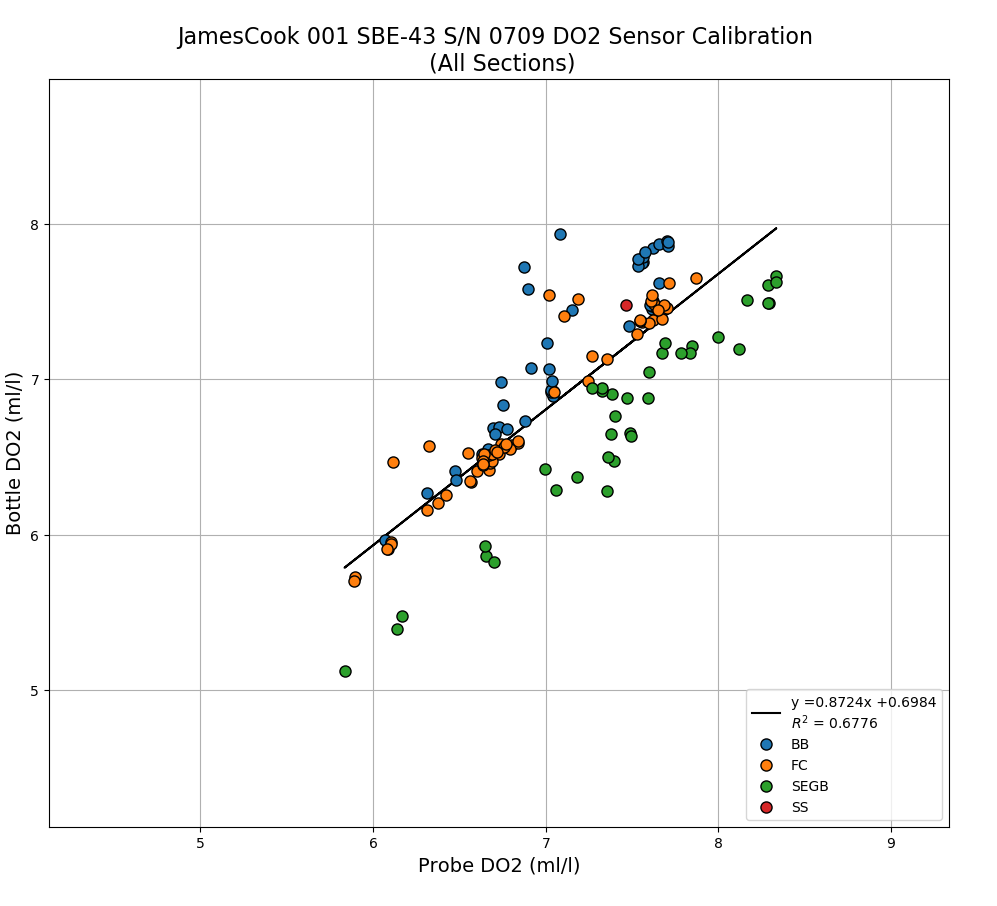 JamesCook 001 SBE-43 S/N 0709 DO2 Sensor Calibration
(All Sections)
Bottle DO2 (ml/l)
8
7
6
5
5
6
7
8
9
Probe DO2 (ml/l)
y =0.8724x +0.6984
R² = 0.6776
BB
FC
SEGB
SS